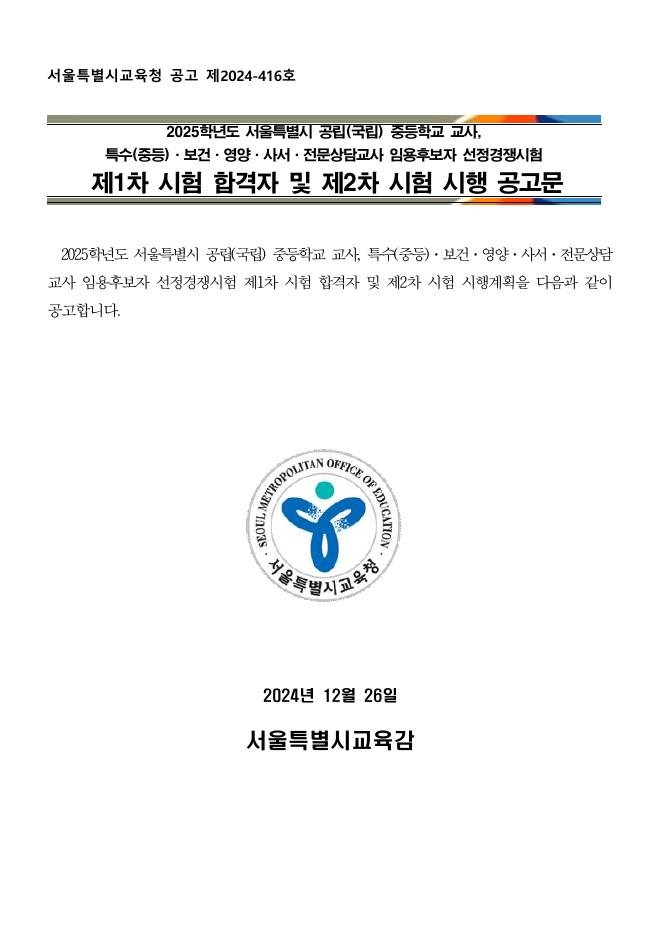 서울특별시교육청 공고 제2024-416호
2025학년도 서울특별시 공립(국립) 중등학교 교사,
특수(중등)·보건·영양·사서·전문상담교사 임용후보자 선정경쟁시험
제1차 시험 합격자 및 제2차 시험 시행 공고문
2025학년도 서울특별시 공립(국립) 중등학교 교사, 특수(중등)·보건·영양·사서·전문상담
교사 임용후보자 선정경쟁시험 제1차 시험 합격자 및 제2차 시험 시행계획을 다음과 같이
공고합니다.
SEOUL METROPOLITAN OFFICE OF EDUCATION
서울특별시교육청
2024년 12월 26일
서울특별시교육감